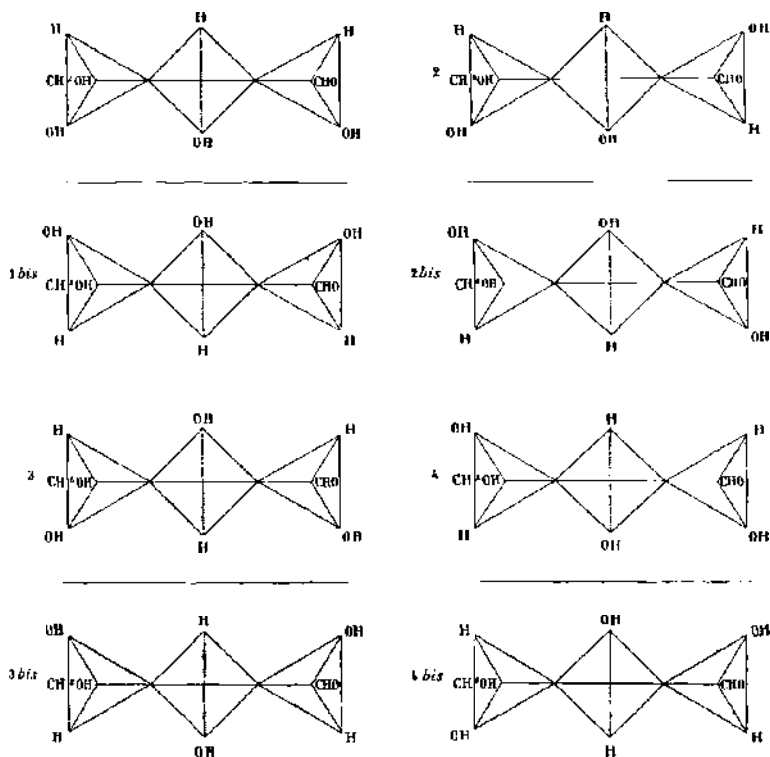 H H H
CH²OH CHO
OH OH OH
H H OH
2 CH²OH CHO
OH OH H
OH OH OH
1 bis CH²OH CHO
H H H
OH OH H
2 bis CH²OH CHO
H H OH
H OH H
3 CH²OH CHO
OH H OH
OH H H
4 CH²OH CHO
H OH OH
OH H OH
3 bis CH²OH CHO
H OH H
H OH OH
4 bis CH²OH CHO
OH H H